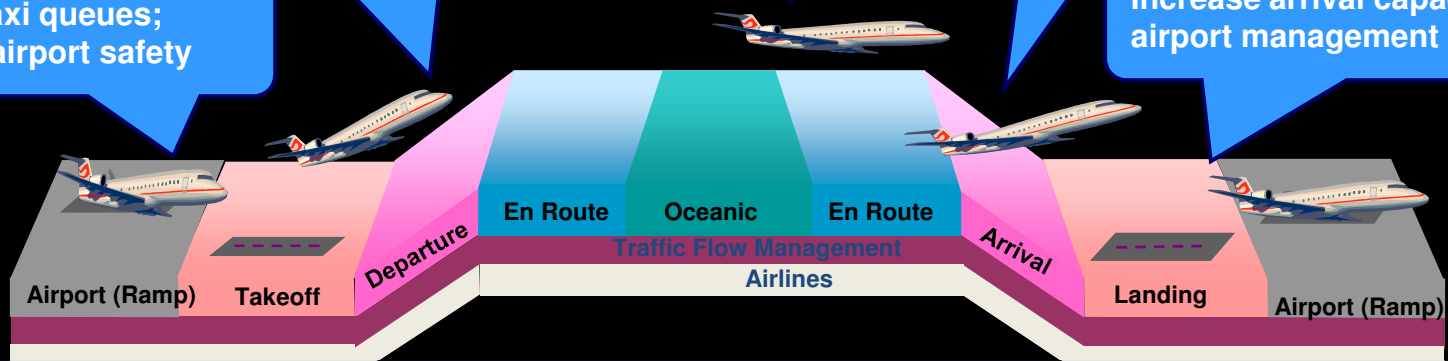 axi queues;
airport safety
increase arrival capa
airport management
En Route
Oceanic
En Route
Departure
Arrival
Traffic Flow Management
Airlines
Airport (Ramp)
Takeoff
Landing
Airport (Ramp)